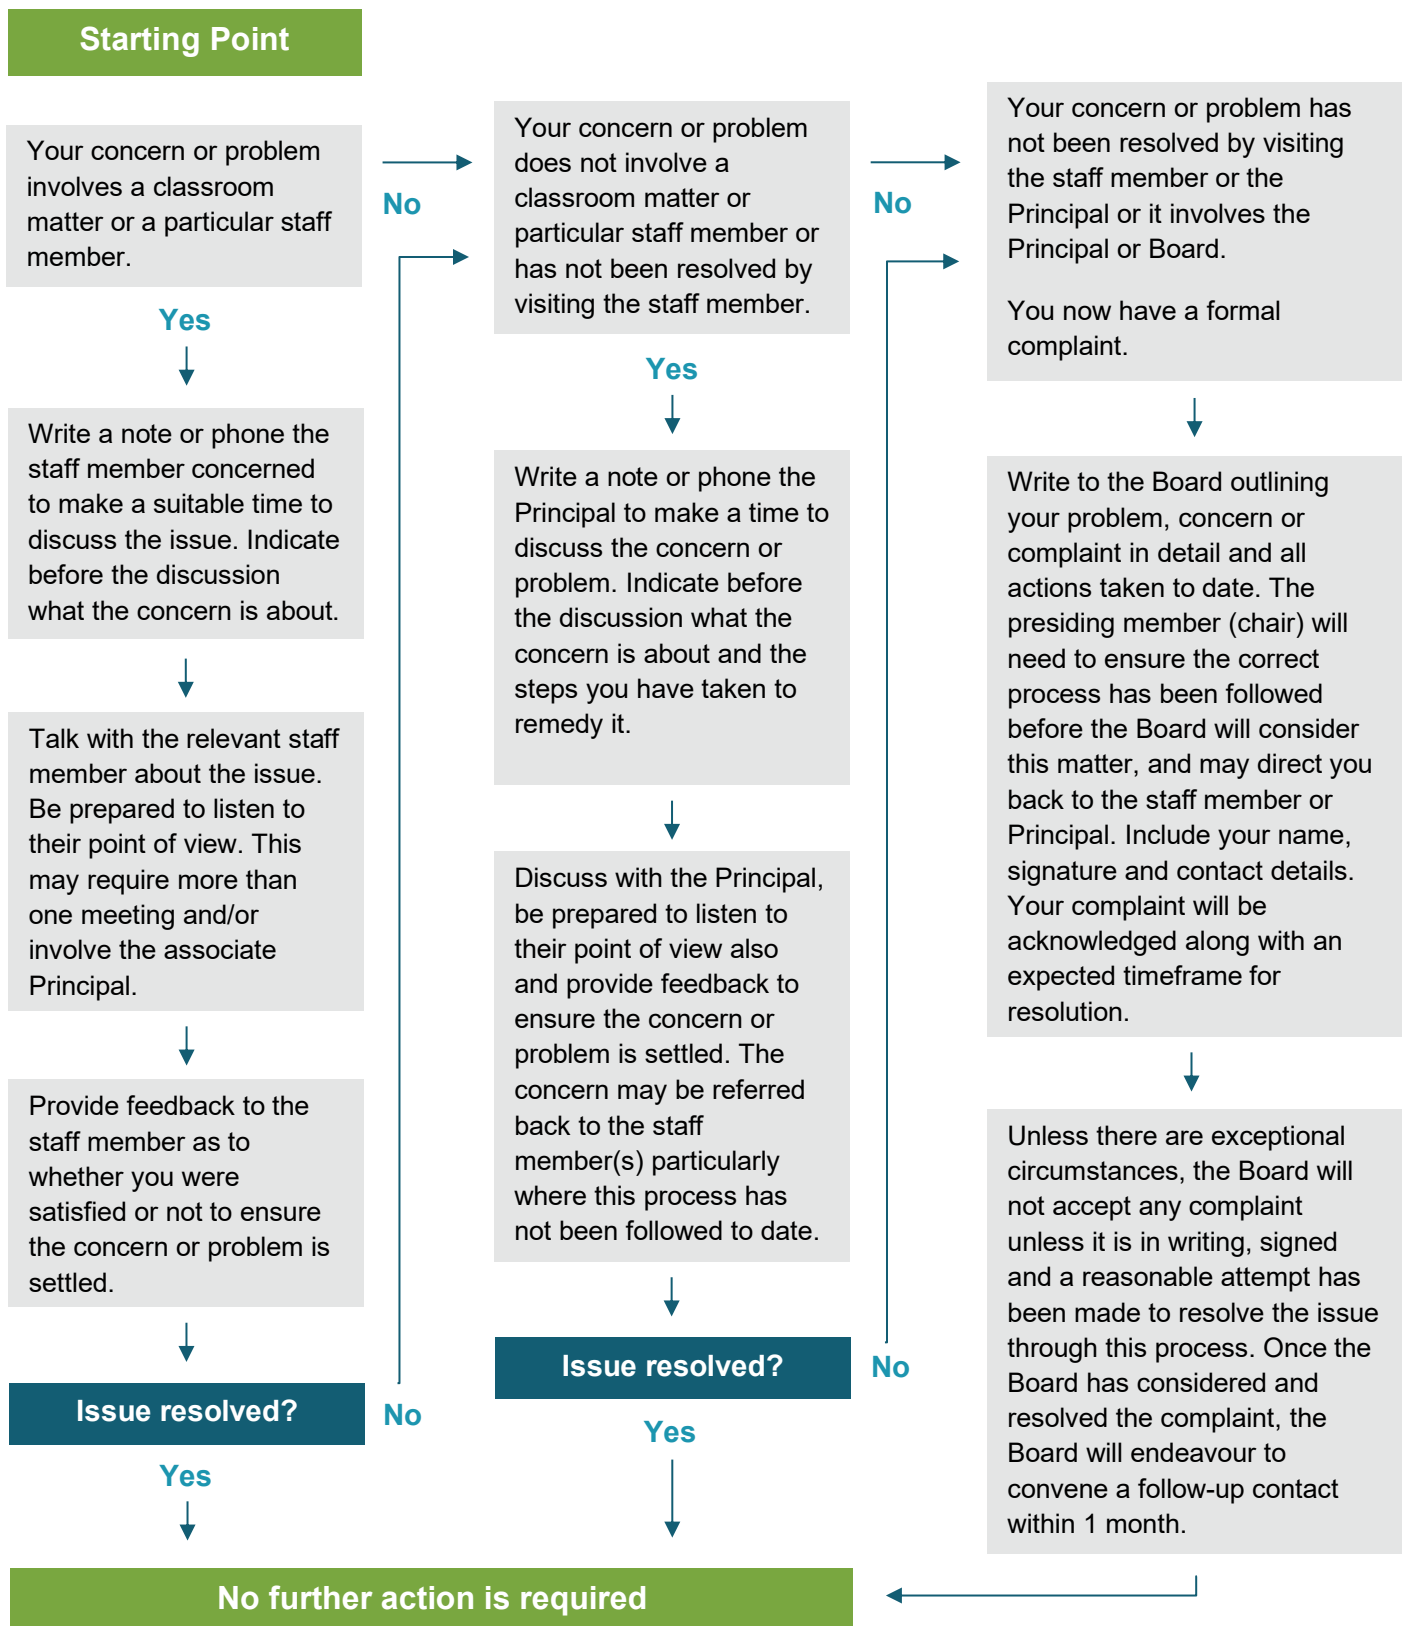 Starting Point
Your concern or problem
involves a classroom
matter or a particular staff
member.
Yes
Write a note or phone the
staff member concerned
to make a suitable time to
discuss the issue. Indicate
before the discussion
what the concern is about.
Talk with the relevant staff
member about the issue.
Be prepared to listen to
their point of view. This
may require more than
one meeting and/or
involve the associate
Principal.
Provide feedback to the
staff member as to
whether you were
satisfied or not to ensure
the concern or problem is
settled.
Issue resolved?
No
Yes
No
Your concern or problem
does not involve a
classroom matter or
particular staff member or
has not been resolved by
visiting the staff member.
Yes
Write a note or phone the
Principal to make a time to
discuss the concern or
problem. Indicate before
the discussion what the
concern is about and the
steps you have taken to
remedy it.
Discuss with the Principal,
be prepared to listen to
their point of view also
and provide feedback to
ensure the concern or
problem is settled. The
concern may be referred
back to the staff
member(s) particularly
where this process has
not been followed to date.
Issue resolved?
No
Yes
No
Your concern or problem has
not been resolved by visiting
the staff member or the
Principal or it involves the
Principal or Board.
You now have a formal
complaint.
Write to the Board outlining
your problem, concern or
complaint in detail and all
actions taken to date. The
presiding member (chair) will
need to ensure the correct
process has been followed
before the Board will consider
this matter, and may direct you
back to the staff member or
Principal. Include your name,
signature and contact details.
Your complaint will be
acknowledged along with an
expected timeframe for
resolution.
Unless there are exceptional
circumstances, the Board will
not accept any complaint
unless it is in writing, signed
and a reasonable attempt has
been made to resolve the issue
through this process. Once the
Board has considered and
resolved the complaint, the
Board will endeavour to
convene a follow-up contact
within 1 month.
No further action is required